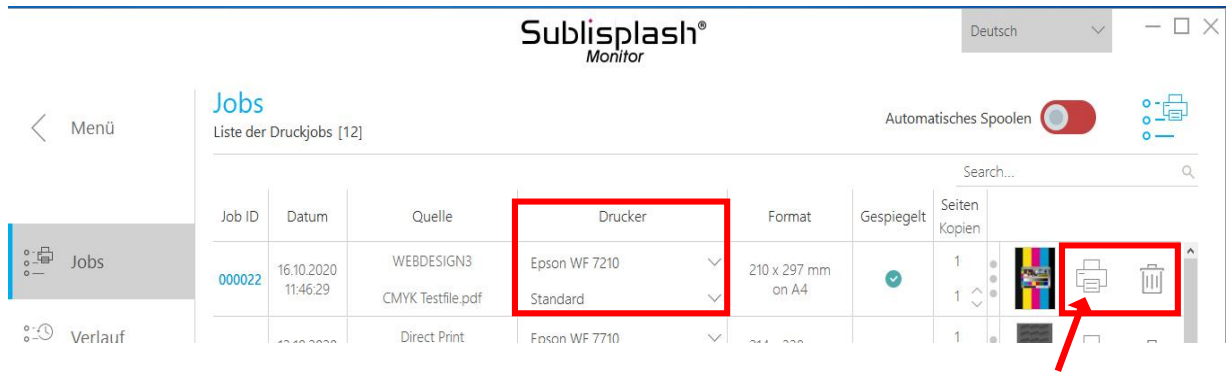 Sublisplash®
Monitor
Deutsch
Menü
Jobs
Liste der Druckjobs [12]
Automatisches Spoolen
Search...
Job ID Datum Quelle Drucker Format Gespiegelt Seiten
Kopien
Jobs
000022
16.10.2020
11:46:29
WEBDESIGN3
CMYK Testfile.pdf
Epson WF 7210
Standard
210 x 297 mm
on A4
1
1
Verlauf
Direct Print
Epson WF 7710
1